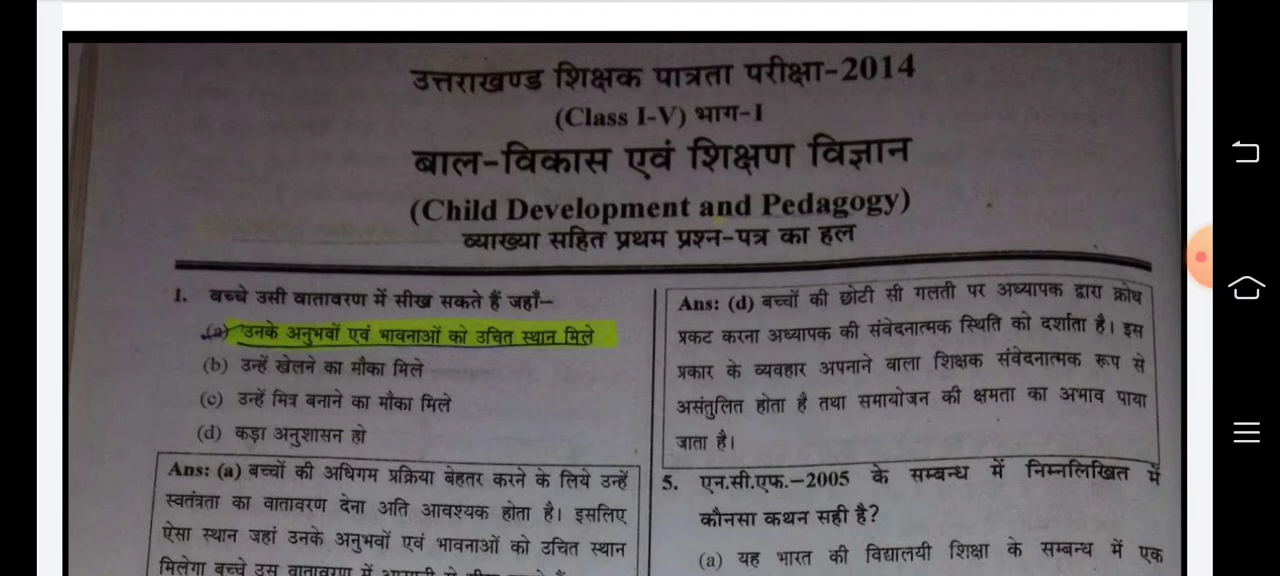 उत्तराखण्ड शिक्षक पात्रता परीक्षा-2014
(Class I-V) भाग-I
बाल-विकास एवं शिक्षण विज्ञान
(Child Development and Pedagogy)
व्याख्या सहित प्रथम प्रश्न-पत्र का हल
1. बच्चे उसी वातावरण में सीख सकते हैं जहाँ–
(a) उनके अनुभवों एवं भावनाओं को उचित स्थान मिले
(b) उन्हें खेलने का मौका मिले
(c) उन्हें मित्र बनाने का मौका मिले
(d) कड़ा अनुशासन हो
Ans: (a) बच्चों की अधिगम प्रक्रिया बेहतर करने के लिये उन्हें
स्वतंत्रता का वातावरण देना अति आवश्यक होता है। इसलिए
ऐसा स्थान जहां उनके अनुभवों एवं भावनाओं को उचित स्थान
मिलेगा बच्चे उस वातावरण में
Ans: (d) बच्चों की छोटी सी गलती पर अध्यापक द्वारा क्रोध
प्रकट करना अध्यापक की संवेदनात्मक स्थिति को दर्शाता है। इस
प्रकार के व्यवहार अपनाने वाला शिक्षक संवेदनात्मक रूप से
असंतुलित होता है तथा समायोजन की क्षमता का अभाव पाया
जाता है।
5. एन.सी.एफ.–2005 के सम्बन्ध में निम्नलिखित में
कौनसा कथन सही है?
(a) यह भारत की विद्यालयी शिक्षा के सम्बन्ध में एक